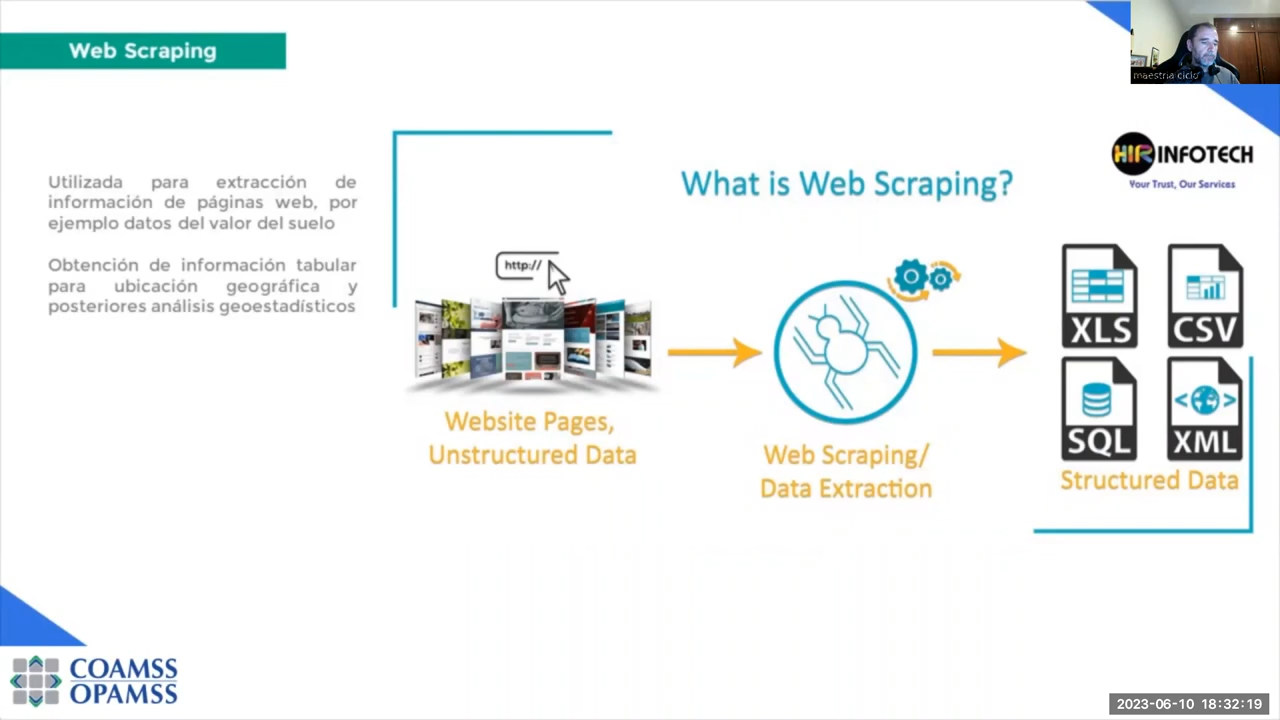 Web Scraping
maestria ciclo
Utilizada para extracción de
información de páginas web, por
ejemplo datos del valor del suelo
Obtención de información tabular
para ubicación geográfica y
posteriores análisis geoestadísticos
HIR INFOTECH
Your Trust, Our Services
What is Web Scraping?
http://
Website Pages,
Unstructured Data
Web Scraping/
Data Extraction
XLS
CSV
SQL
XML
Structured Data
COAMSS
OPAMSS
2023-06-10 18:32:19